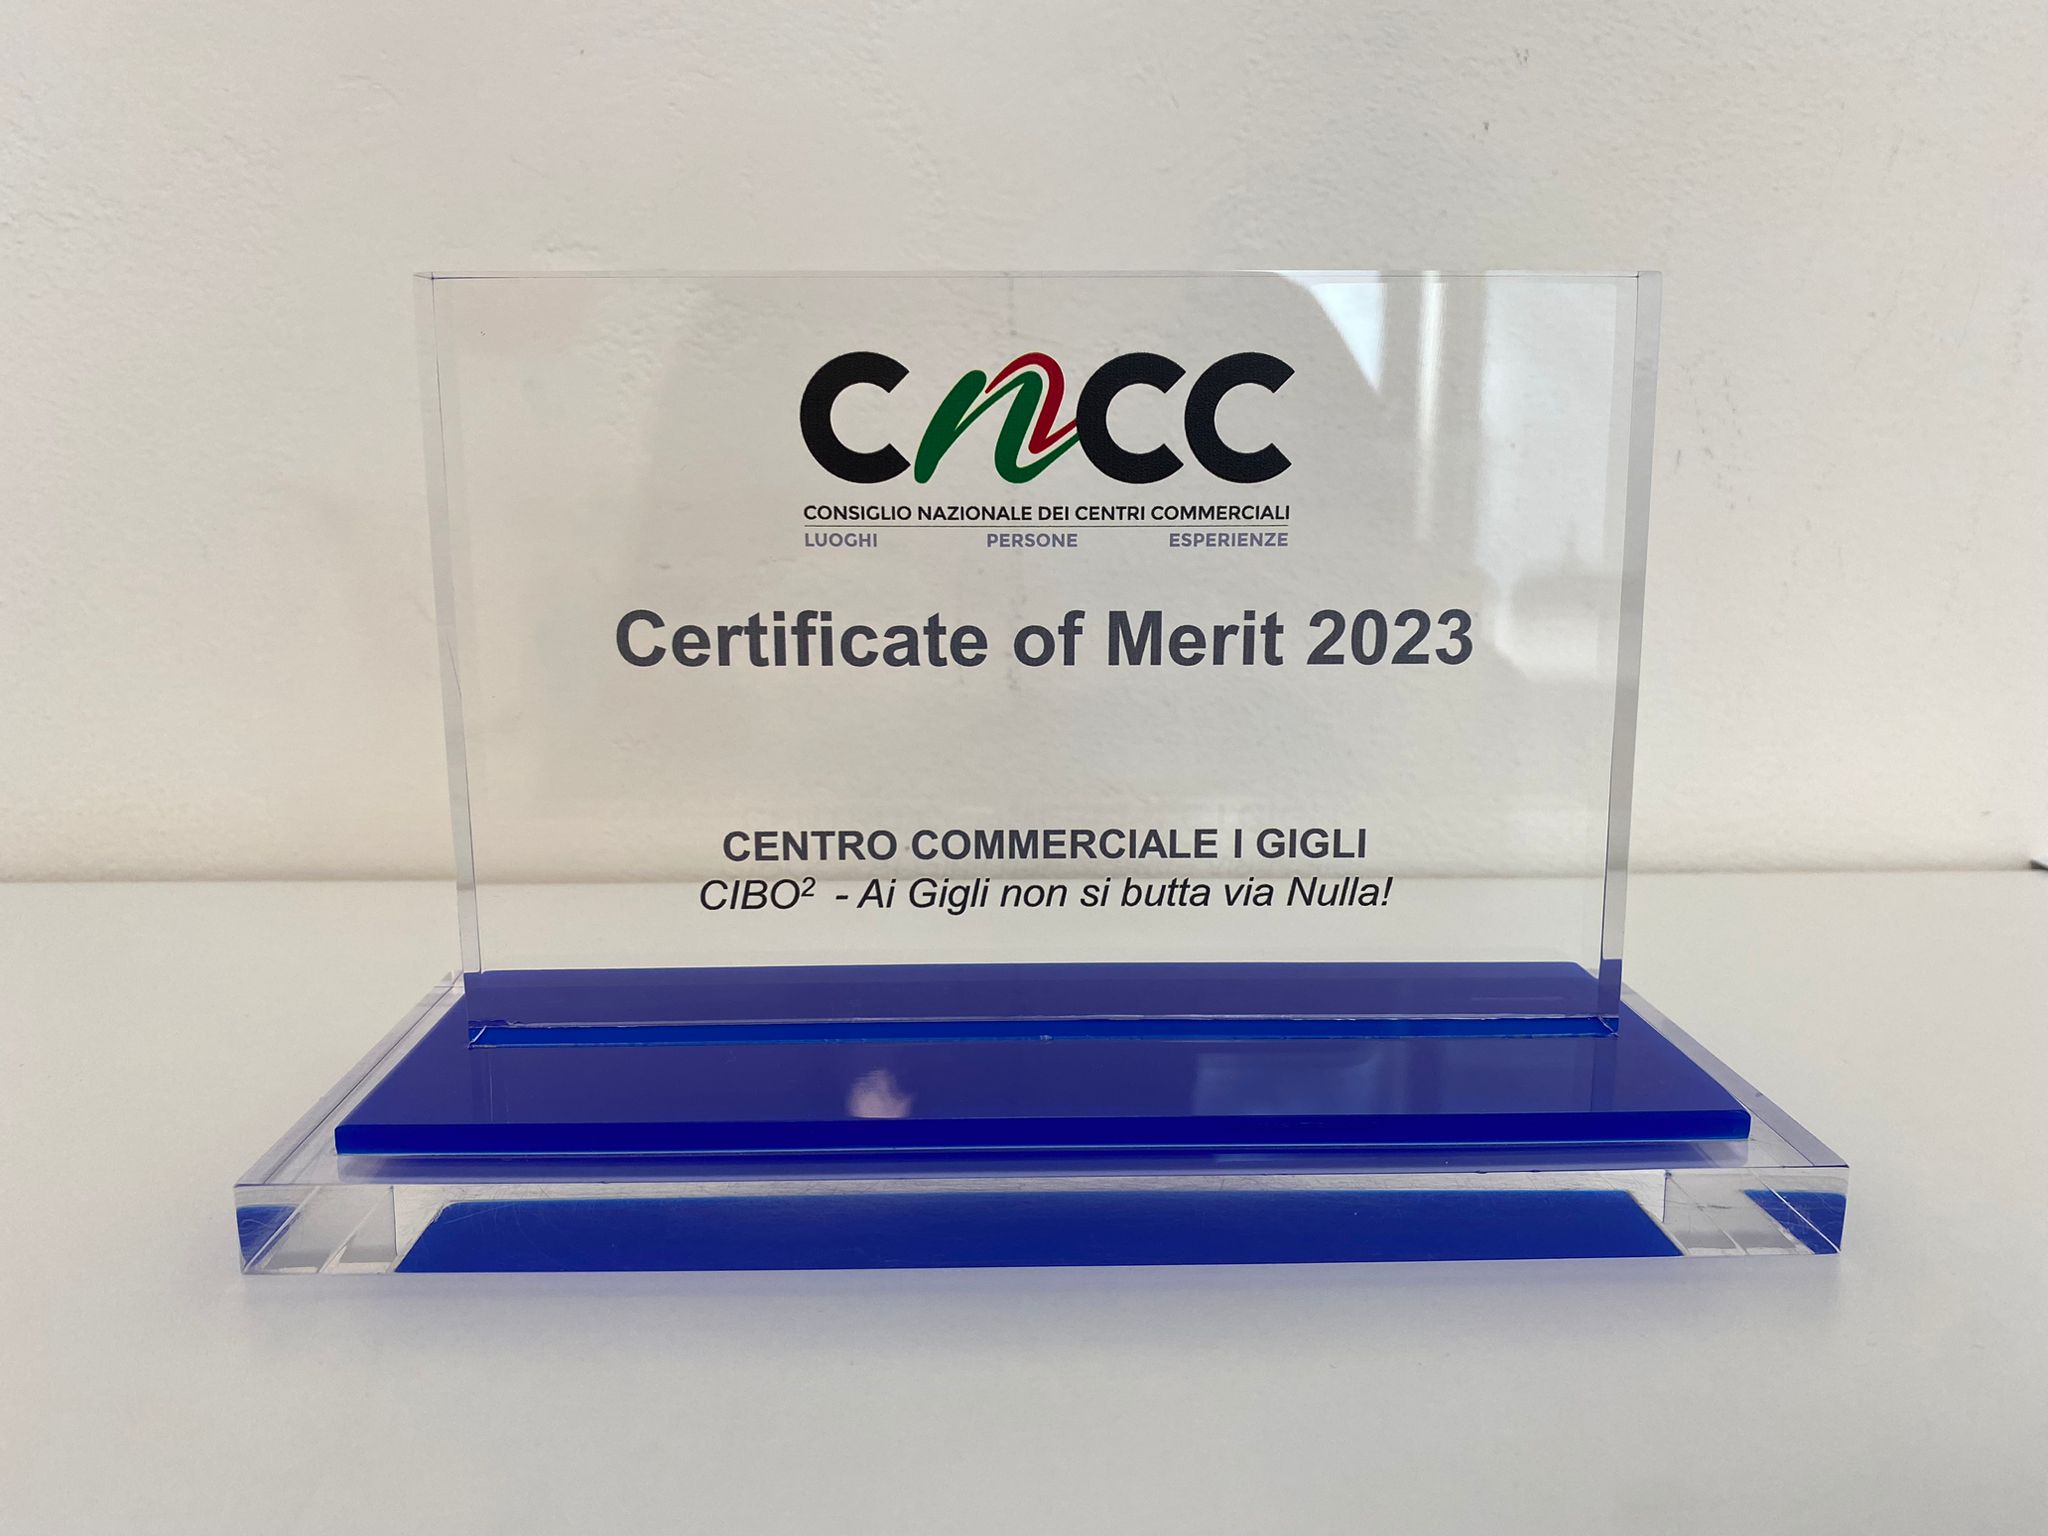 cncc
CONSIGLIO NAZIONALE DEI CENTRI COMMERCIALI
LUOGHI PERSONE ESPERIENZE
Certificate of Merit 2023
CENTRO COMMERCIALE I GIGLI
CIBO² - Ai Gigli non si butta via Nulla!